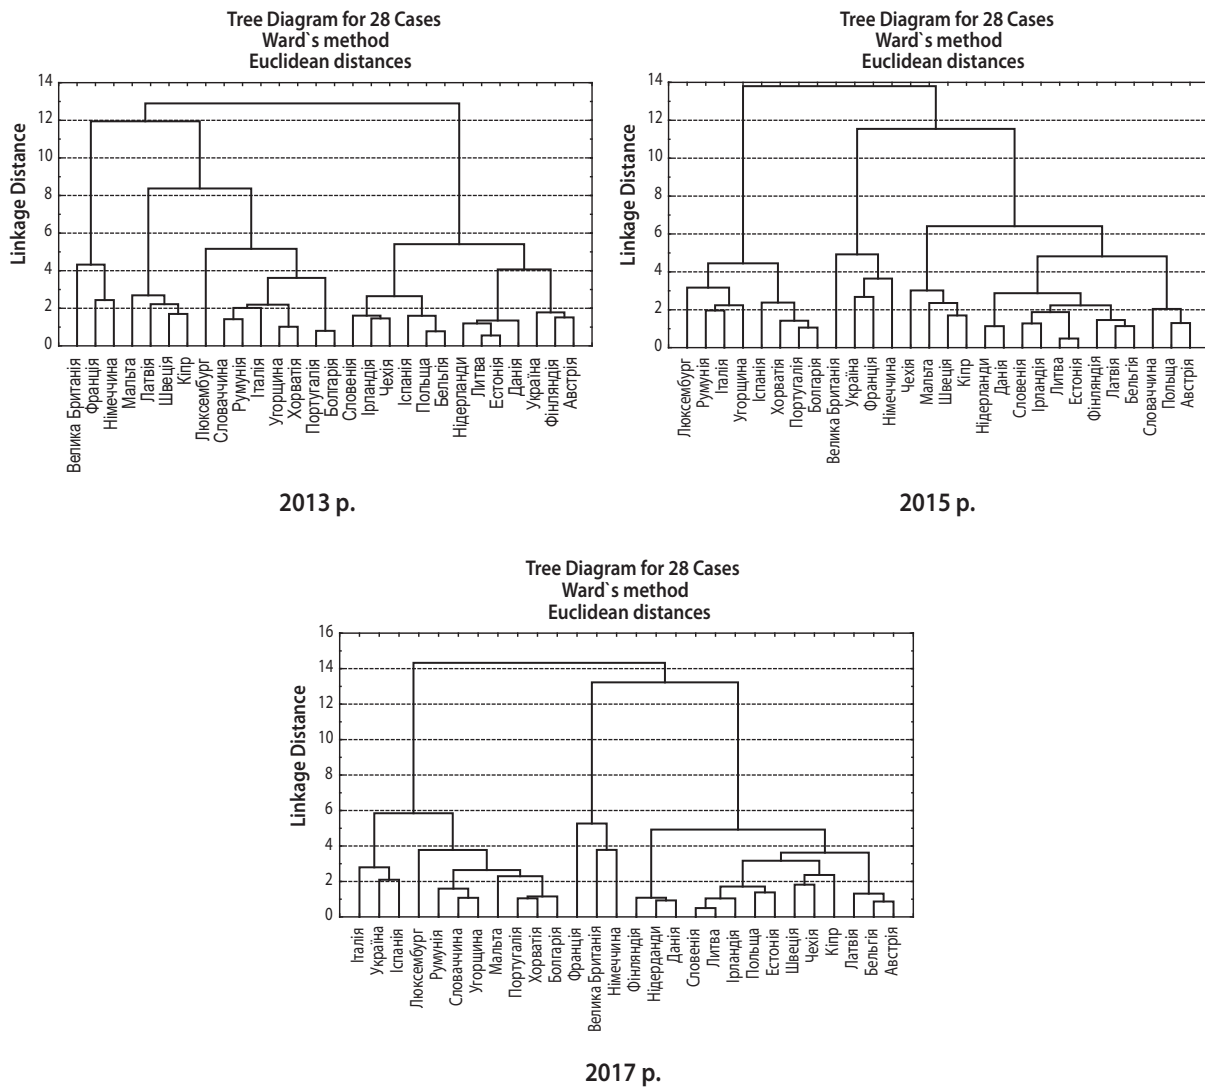 Tree Diagram for 28 Cases
Ward`s method
Euclidean distances
Linkage Distance
14
12
10
8
6
4
2
0
Велика Британія
Франція
Німеччина
Мальта
Латвія
Швеція
Кіпр
Люксембург
Словаччина
Румунія
Італія
Угорщина
Хорватія
Португалія
Болгарія
Словенія
Ірландія
Чехія
Іспанія
Польща
Бельгія
Нідерланди
Литва
Естонія
Данія
Україна
Фінляндія
Австрія
2013 р.
Tree Diagram for 28 Cases
Ward`s method
Euclidean distances
Linkage Distance
14
12
10
8
6
4
2
0
Люксембург
Румунія
Італія
Угорщина
Іспанія
Хорватія
Португалія
Болгарія
Велика Британія
Україна
Франція
Німеччина
Чехія
Мальта
Швеція
Кіпр
Нідерланди
Данія
Словенія
Ірландія
Литва
Естонія
Фінляндія
Латвія
Бельгія
Словаччина
Польща
Австрія
2015 р.
Tree Diagram for 28 Cases
Ward`s method
Euclidean distances
Linkage Distance
16
14
12
10
8
6
4
2
0
Італія
Україна
Іспанія
Люксембург
Румунія
Словаччина
Угорщина
Мальта
Португалія
Хорватія
Болгарія
Франція
Велика Британія
Німеччина
Фінляндія
Нідерданди
Данія
Словенія
Литва
Ірландія
Польща
Естонія
Швеція
Чехія
Кіпр
Латвія
Бельгія
Австрія
2017 р.